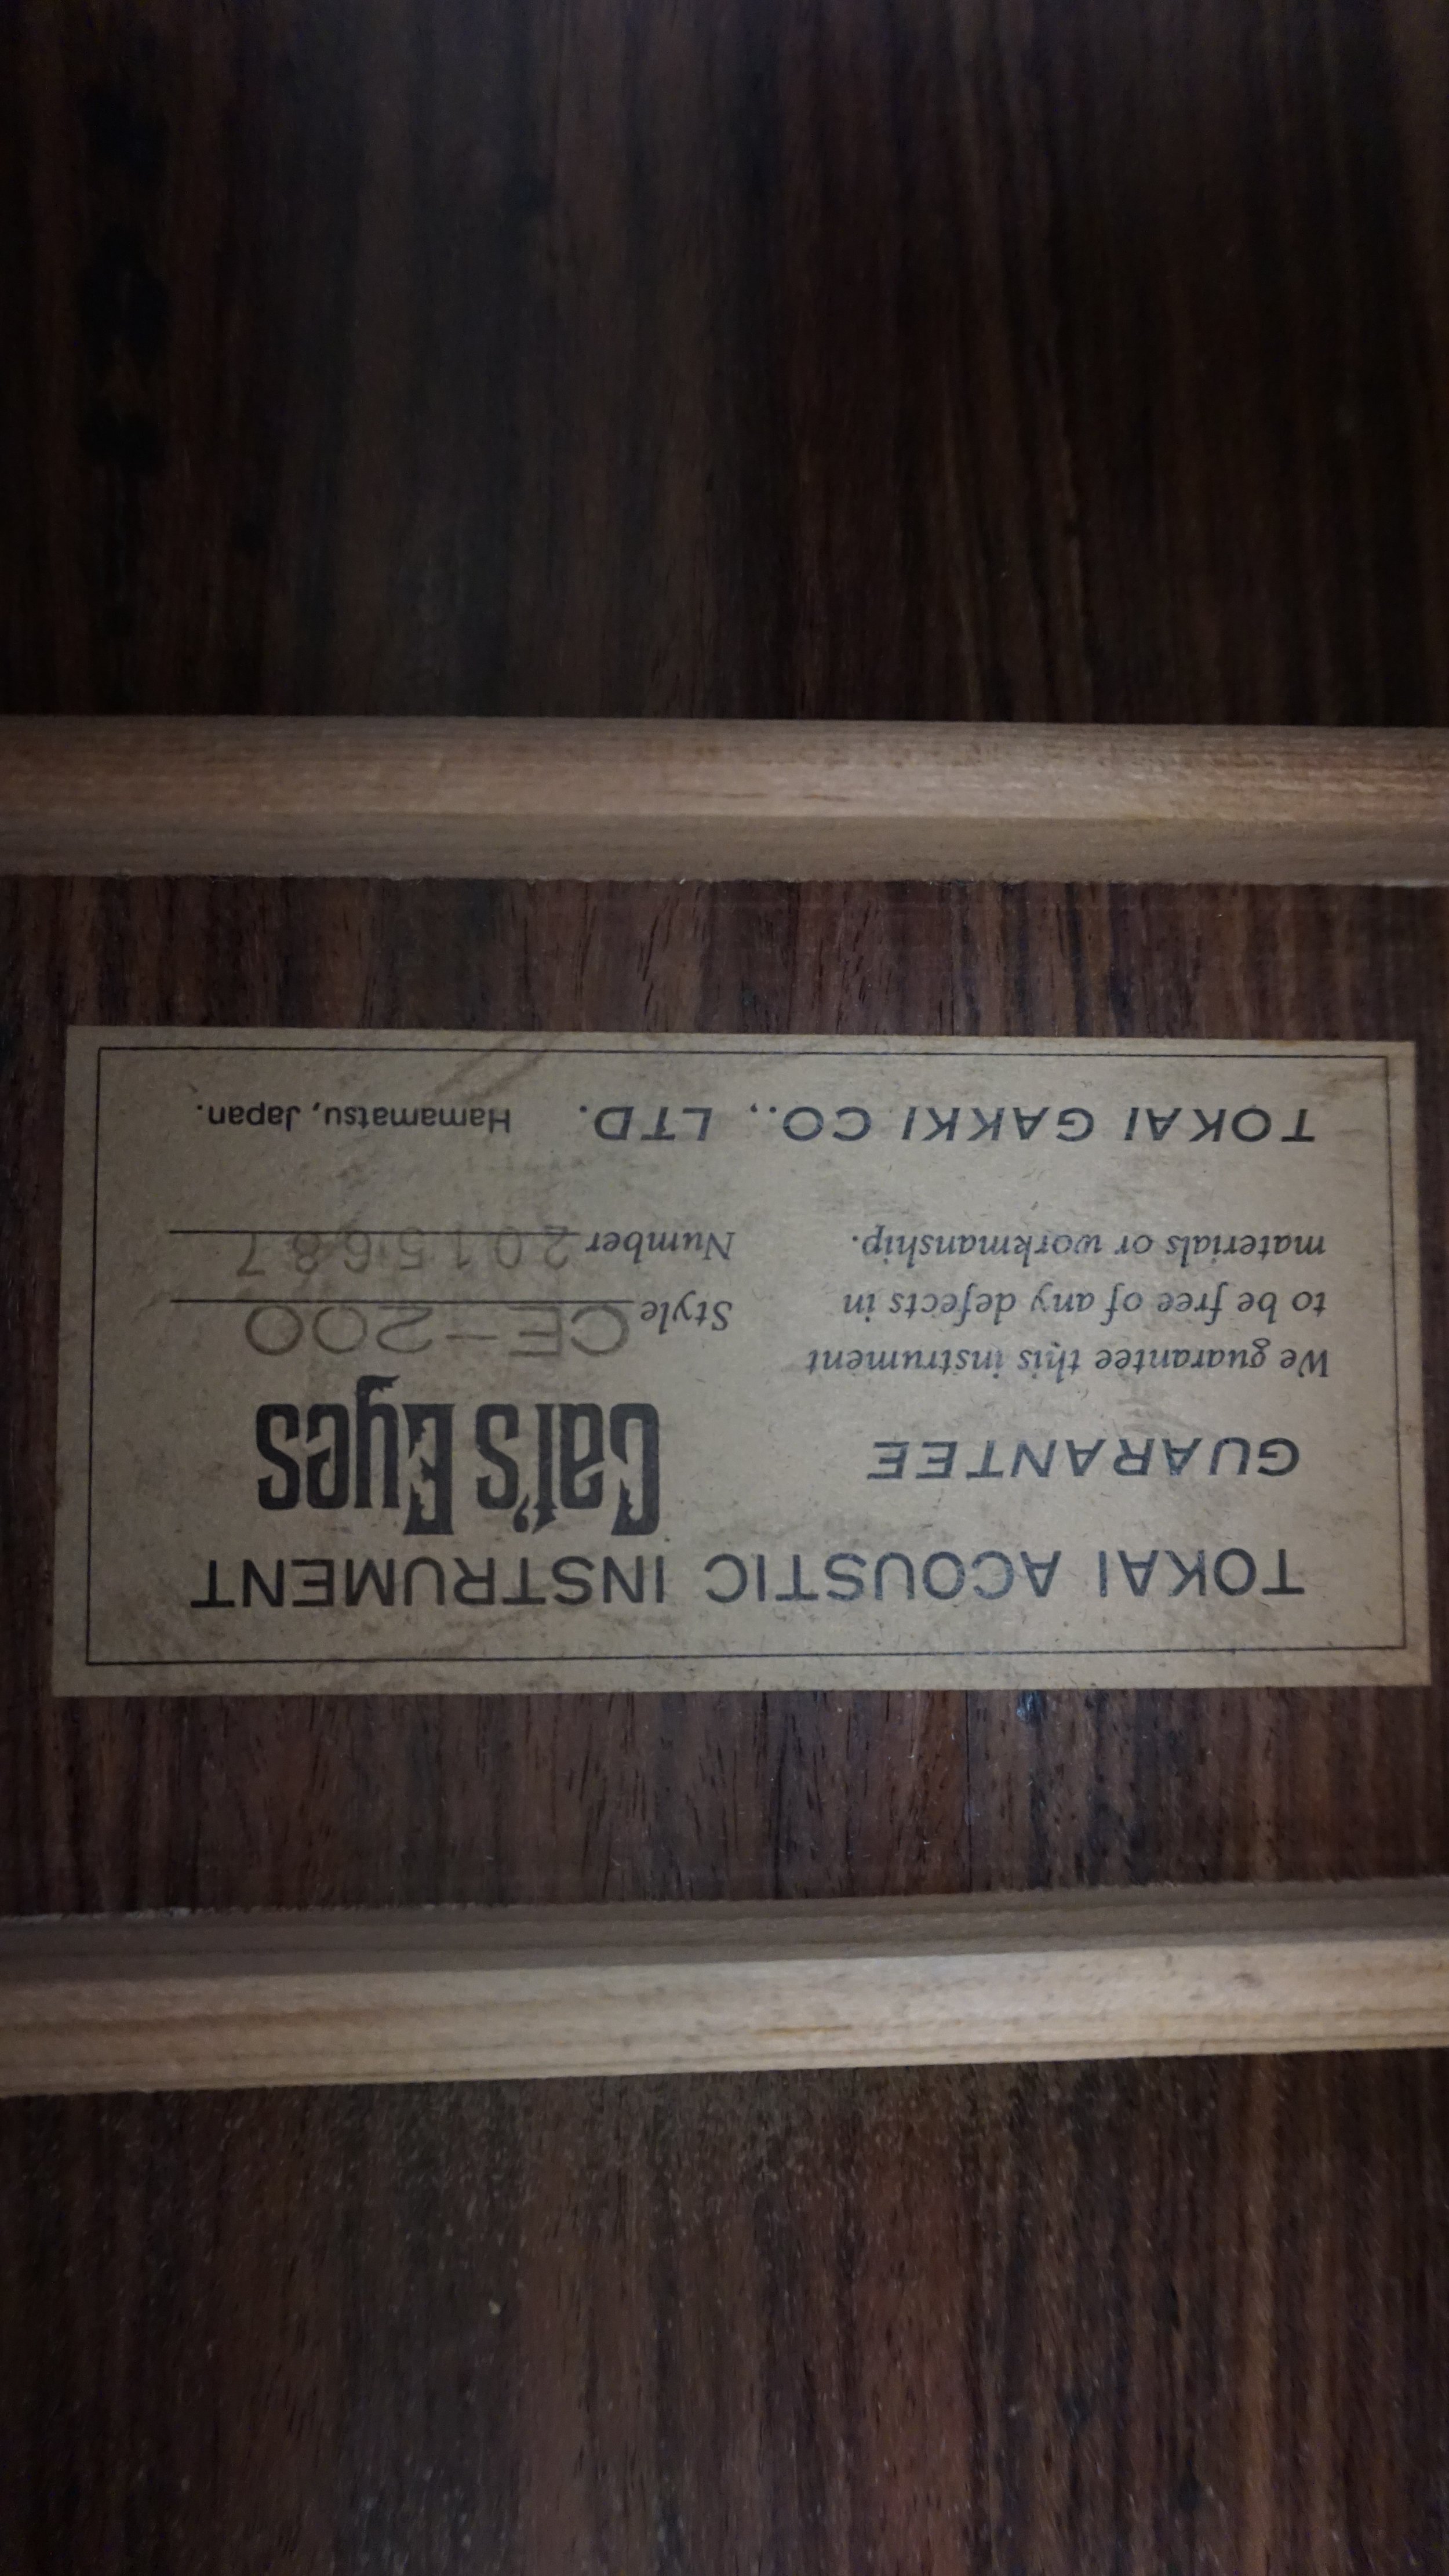 TOKAI ACOUSTIC INSTRUMENT
GUARANTEE
Cat's Eyes
We guarantee this instrument
to be free of any defects in
materials or workmanship.
Style CE-200
Number 2015687
TOKAI GAKKI CO., LTD. Hamamatsu, Japan.